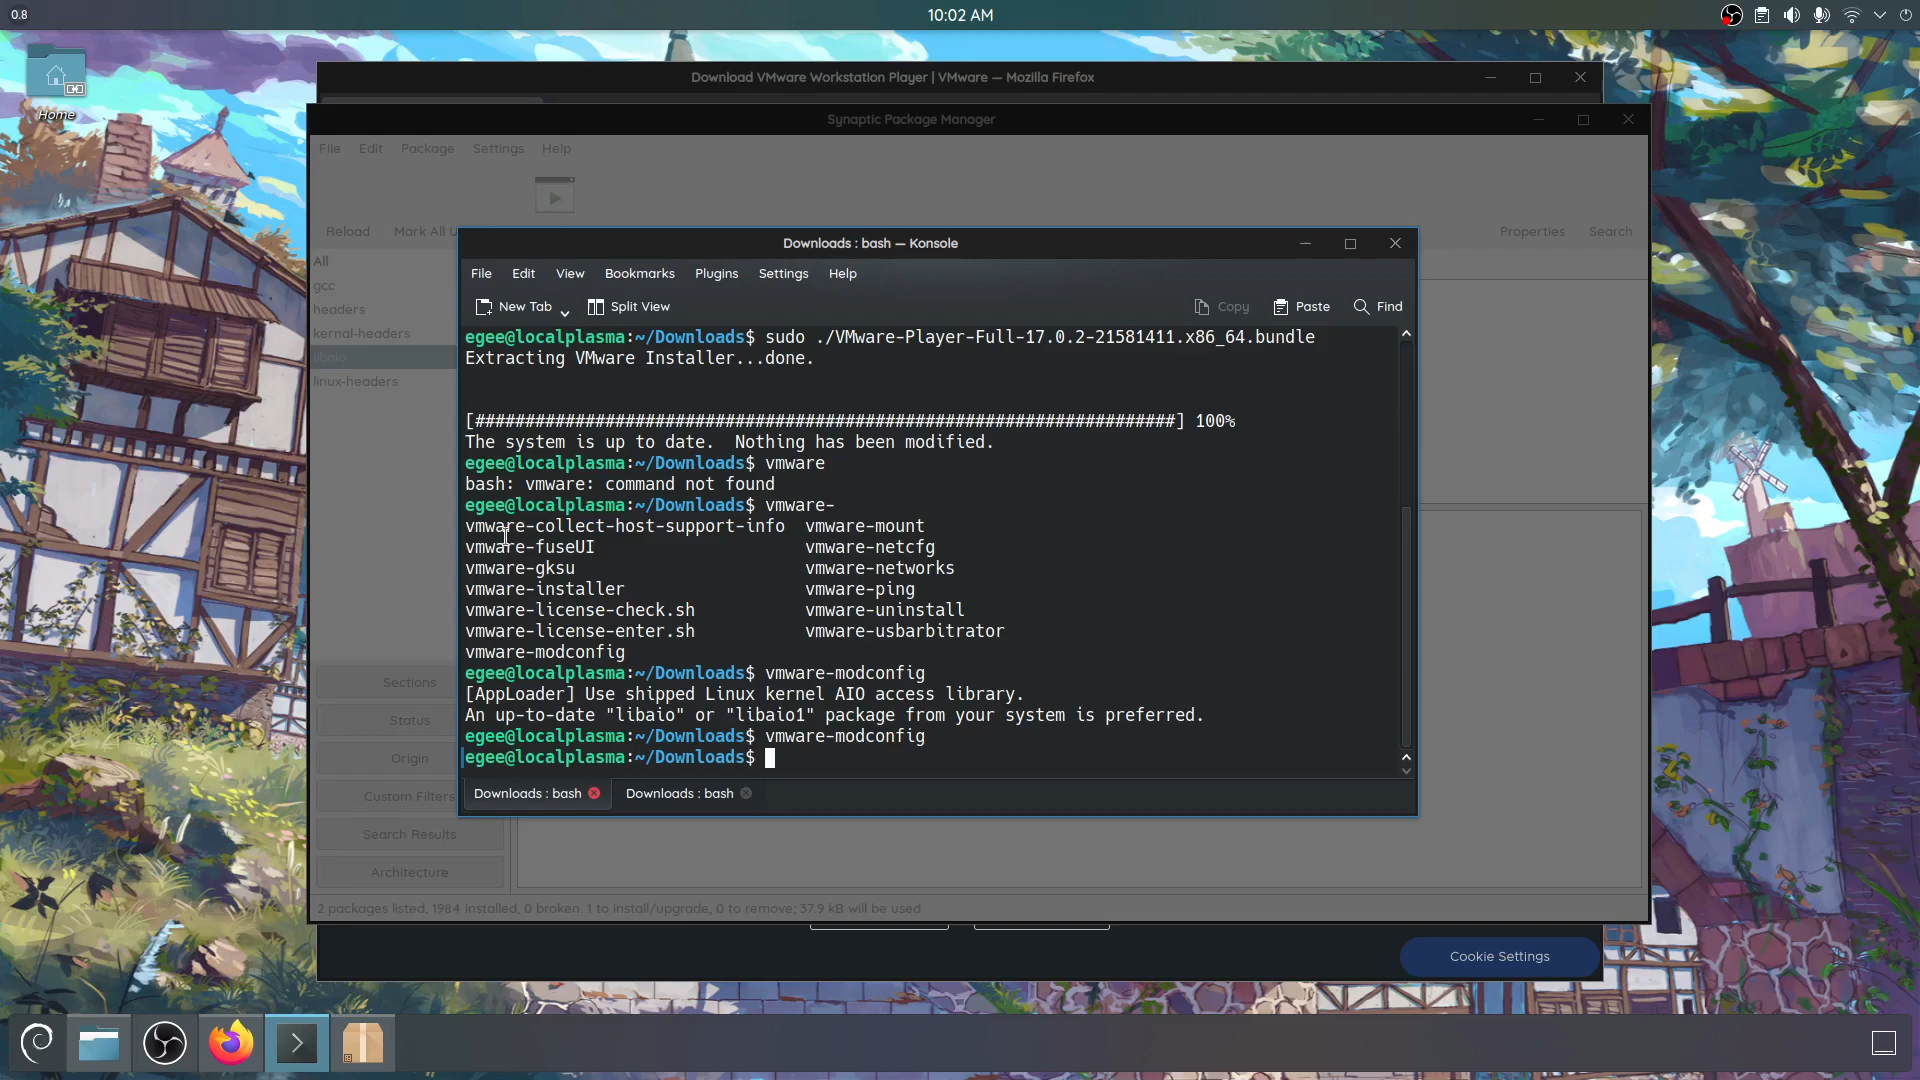 0.8
10:02 AM
Home
Download VMware Workstation Player | VMware — Mozilla Firefox
Synaptic Package Manager
File Edit Package Settings Help
Reload Mark All U
Properties Search
All
gcc
headers
kernal-headers
libaio
linux-headers
Sections
Status
Origin
Custom Filters
Search Results
Architecture
2 packages listed, 1984 installed, 0 broken. 1 to install/upgrade, 0 to remove; 37.9 kB will be used
Downloads : bash — Konsole
File Edit View Bookmarks Plugins Settings Help
New Tab Split View Copy Paste Find
egee@localplasma:~/Downloads$ sudo ./VMware-Player-Full-17.0.2-21581411.x86_64.bundle
Extracting VMware Installer...done.
[######################################################################] 100%
The system is up to date.  Nothing has been modified.
egee@localplasma:~/Downloads$ vmware
bash: vmware: command not found
egee@localplasma:~/Downloads$ vmware-
vmware-collect-host-support-info  vmware-mount
vmware-fuseUI                     vmware-netcfg
vmware-gksu                       vmware-networks
vmware-installer                  vmware-ping
vmware-license-check.sh           vmware-uninstall
vmware-license-enter.sh           vmware-usbarbitrator
vmware-modconfig
egee@localplasma:~/Downloads$ vmware-modconfig
[AppLoader] Use shipped Linux kernel AIO access library.
An up-to-date "libaio" or "libaio1" package from your system is preferred.
egee@localplasma:~/Downloads$ vmware-modconfig
egee@localplasma:~/Downloads$
Downloads : bash Downloads : bash
Cookie Settings